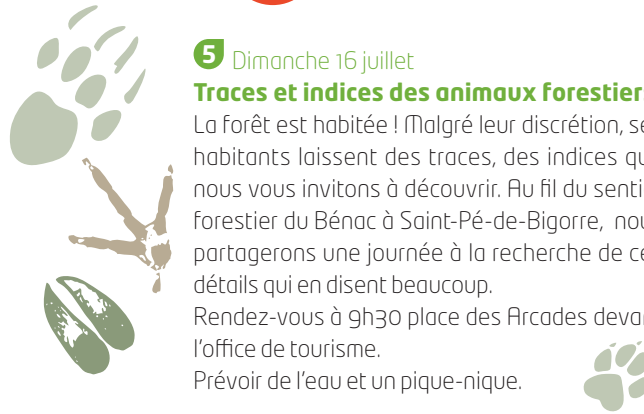 5 Dimanche 16 juillet
Traces et indices des animaux forestier
La forêt est habitée ! Malgré leur discrétion, se
habitants laissent des traces, des indices qu
nous vous invitons à découvrir. Au fil du senti
forestier du Bénac à Saint-Pé-de-Bigorre, nou
partagerons une journée à la recherche de ce
détails qui en disent beaucoup.
Rendez-vous à 9h30 place des Arcades deva
l'office de tourisme.
Prévoir de l'eau et un pique-nique.